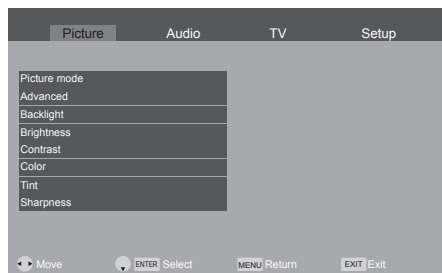 Picture Audio TV Setup
Picture mode
Advanced
Backlight
Brightness
Contrast
Color
Tint
Sharpness
Move ENTER Select MENU Return EXIT Exit